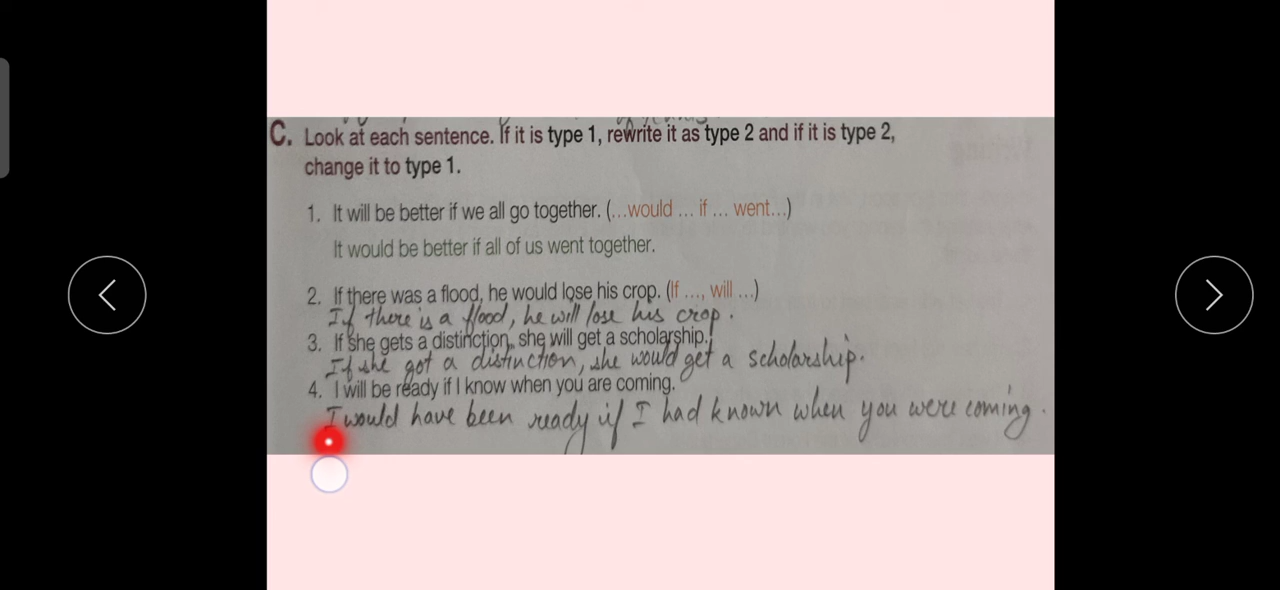 C. Look at each sentence. If it is type 1, rewrite it as type 2 and if it is type 2,
change it to type 1.
1. It will be better if we all go together. (...would ... if ... went...)
It would be better if all of us went together.
2. If there was a flood, he would lose his crop. (If ..., will ...)
If there is a flood, he will lose his crop.
3. If she gets a distinction, she will get a scholarship.
If she got a distinction, she would get a scholarship.
4. I will be ready if I know when you are coming.
I would have been ready if I had known when you were coming.